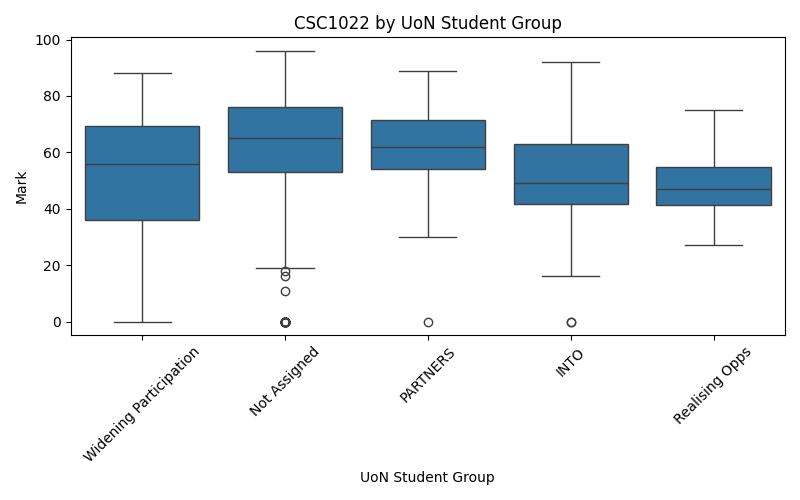 CSC1022 by UoN Student Group
Mark
100
80
60
40
20
0
Widening Participation
Not Assigned
PARTNERS
INTO
Realising Opps
UoN Student Group